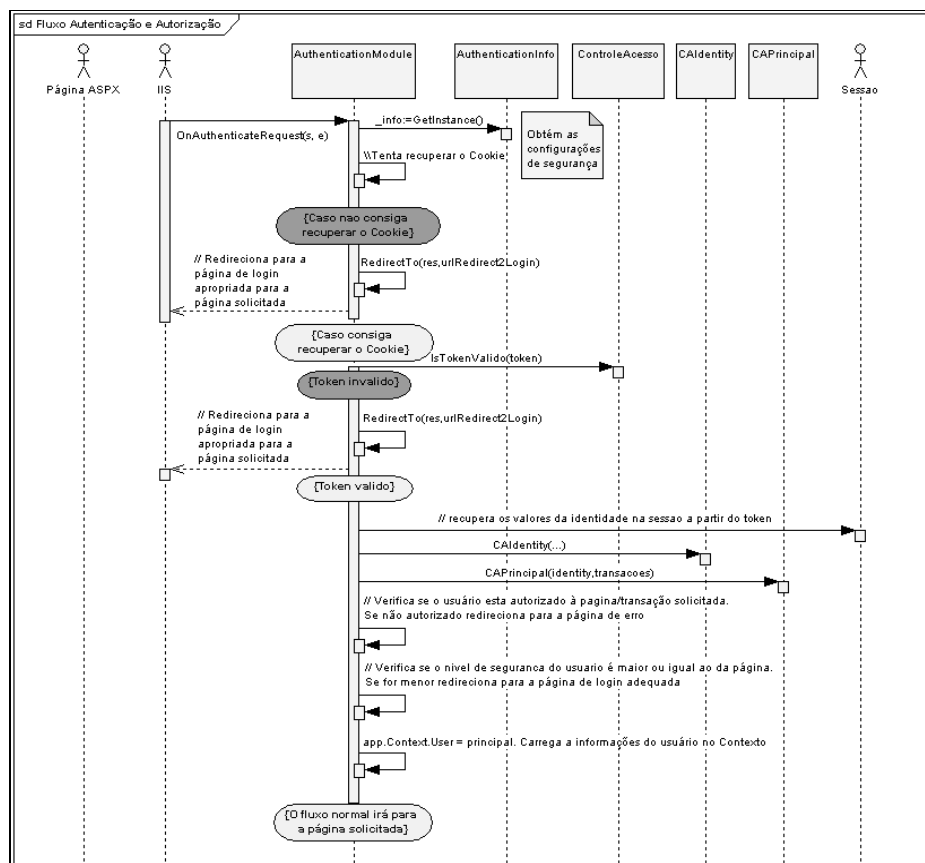 sd Fluxo Autenticação e Autorização
Página ASPX
IIS
AuthenticationModule
AuthenticationInfo
ControleAcesso
CAIdentity
CAPrincipal
Sessao
OnAuthenticateRequest(s, e)
_info:=GetInstance()
Obtém as
configurações
de segurança
\\Tenta recuperar o Cookie
{Caso nao consiga
recuperar o Cookie}
// Redireciona para a
página de login
apropriada para a
página solicitada
RedirectTo(res,urlRedirect2Login)
{Caso consiga
recuperar o Cookie}
IsTokenValido(token)
{Token invalido}
// Redireciona para a
página de login
apropriada para a
página solicitada
RedirectTo(res,urlRedirect2Login)
{Token valido}
// recupera os valores da identidade na sessao a partir do token
CAIdentity(...)
CAPrincipal(identity,transacoes)
// Verifica se o usuário esta autorizado à pagina/transação solicitada.
Se não autorizado redireciona para a página de erro
// Verifica se o nivel de seguranca do usuario é maior ou igual ao da página.
Se for menor redireciona para a página de login adequada
app.Context.User = principal. Carrega a informações do usuário no Contexto
{O fluxo normal irá para
a página solicitada}